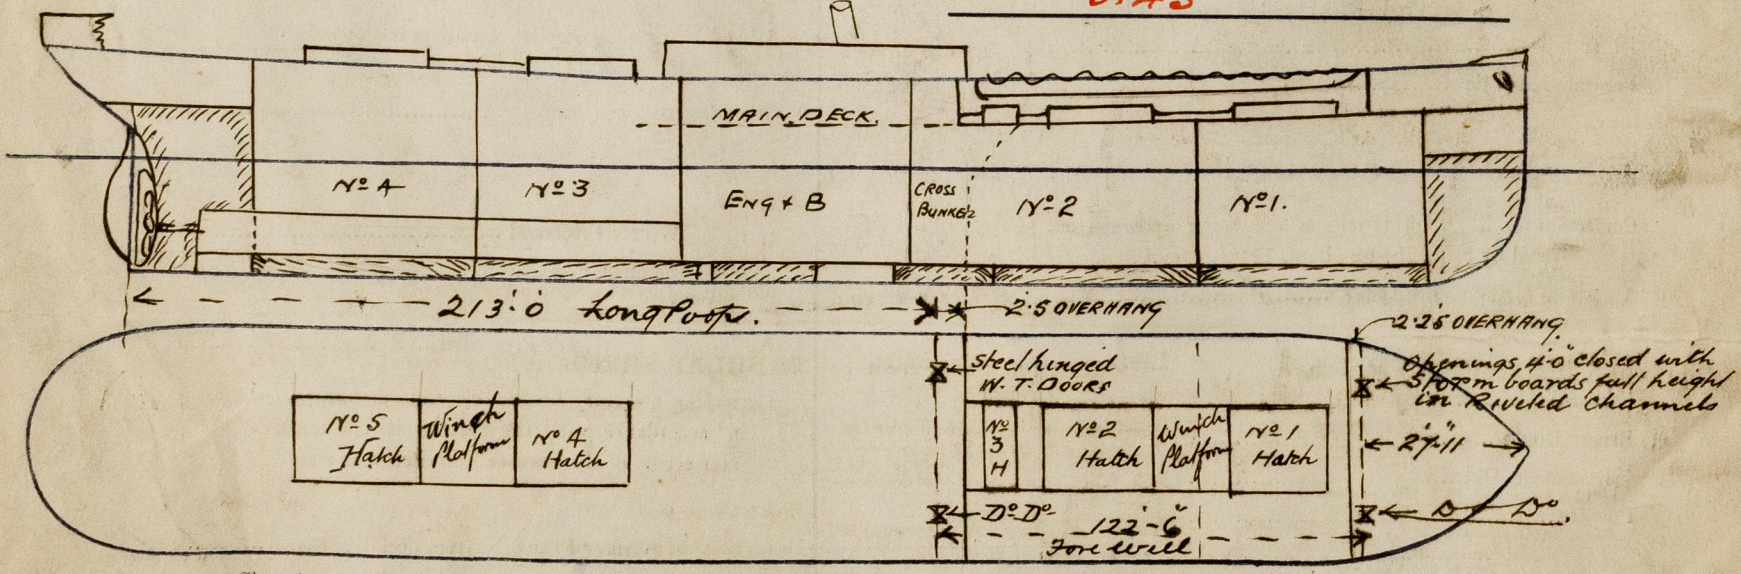 MAIN. DECK.
Nº 4
Nº 3
ENG & B
CROSS
BUNKER
Nº 2
Nº 1.
213'.0 Long Poop.
2.5 OVERHANG
2.25 OVERHANG
Steel hinged
W. T. DOORS
Openings, 4'-0" closed with
storm boards full height
in Riveted channels
Nº 5
Hatch
Winch
Platform
Nº 4
Hatch
Nº
3
H
Nº 2
Hatch
Winch
Platform
Nº 1
Hatch
27'-11
Dº Dº
122'-6"
Fore Well
D Dº.